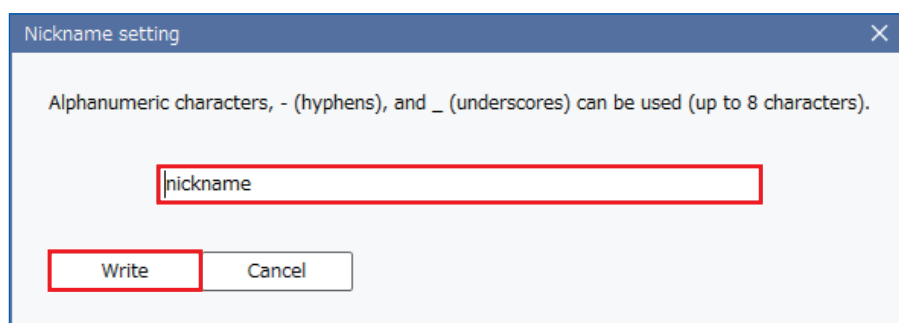 Nickname setting
Alphanumeric characters, - (hyphens), and _ (underscores) can be used (up to 8 characters).
nickname
Write Cancel